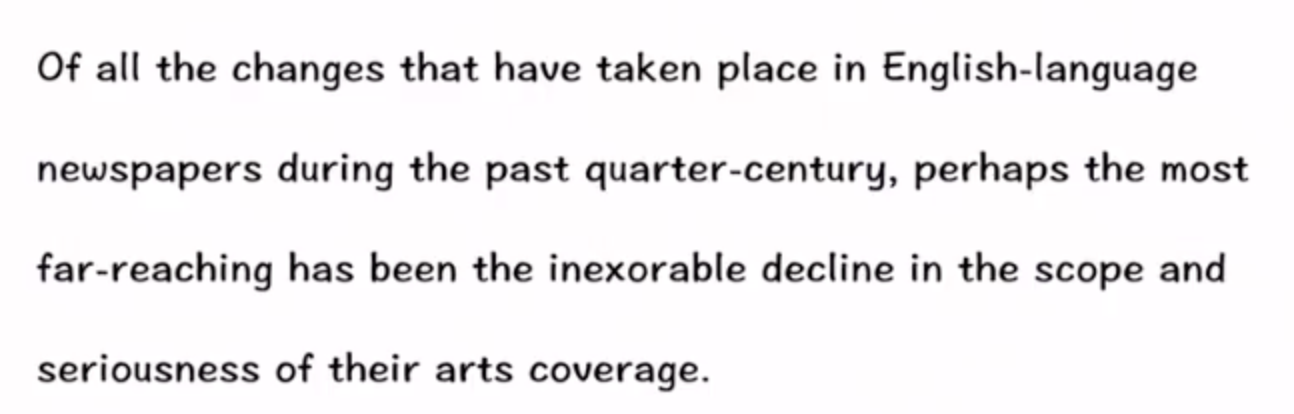 Of all the changes that have taken place in English-language
newspapers during the past quarter-century, perhaps the most
far-reaching has been the inexorable decline in the scope and
seriousness of their arts coverage.